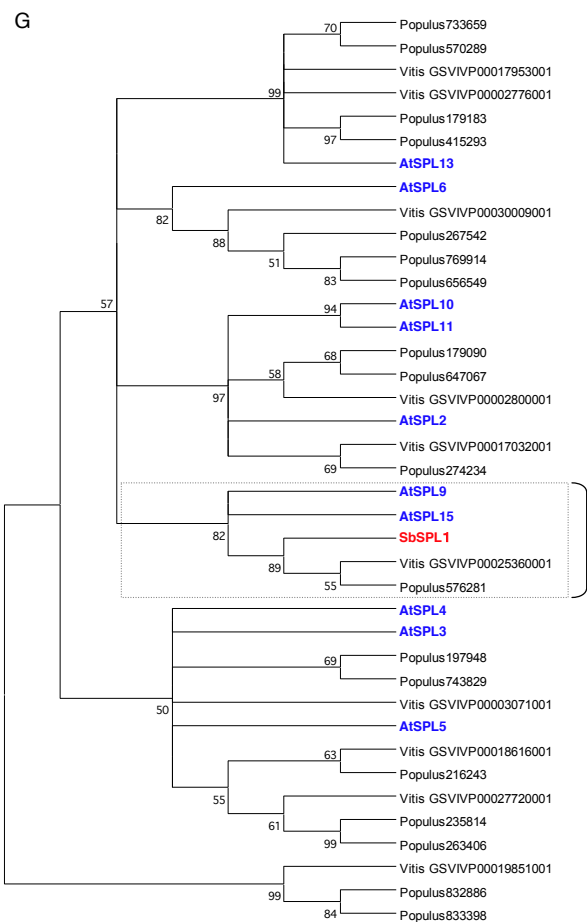 G
70
Populus733659
Populus570289
Vitis GSVIVP00017953001
99
Vitis GSVIVP00002776001
Populus179183
97
Populus415293
AtSPL13
AtSPL6
82
Vitis GSVIVP00030009001
88
Populus267542
51
Populus769914
83
Populus656549
57
94
AtSPL10
AtSPL11
68
Populus179090
58
Populus647067
97
Vitis GSVIVP00002800001
AtSPL2
Vitis GSVIVP00017032001
69
Populus274234
AtSPL9
AtSPL15
82
SbSPL1
89
Vitis GSVIVP00025360001
55
Populus576281
AtSPL4
AtSPL3
69
Populus197948
Populus743829
50
Vitis GSVIVP00003071001
AtSPL5
63
Vitis GSVIVP00018616001
Populus216243
55
Vitis GSVIVP00027720001
61
Populus235814
99
Populus263406
Vitis GSVIVP00019851001
99
Populus832886
84
Populus833398